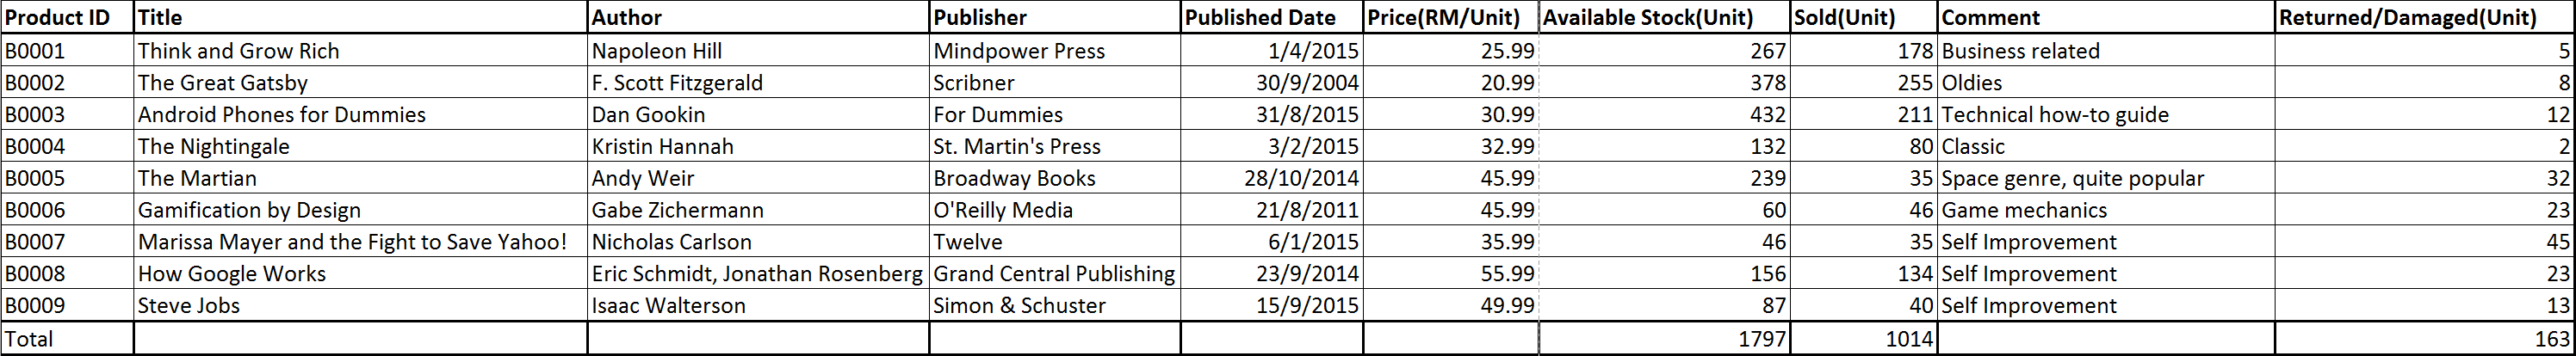 Product ID Title Author Publisher Published Date Price(RM/Unit) Available Stock(Unit) Sold(Unit) Comment Returned/Damaged(Unit)
B0001 Think and Grow Rich Napoleon Hill Mindpower Press 1/4/2015 25.99 267 178 Business related 5
B0002 The Great Gatsby F. Scott Fitzgerald Scribner 30/9/2004 20.99 378 255 Oldies 8
B0003 Android Phones for Dummies Dan Gookin For Dummies 31/8/2015 30.99 432 211 Technical how-to guide 12
B0004 The Nightingale Kristin Hannah St. Martin's Press 3/2/2015 32.99 132 80 Classic 2
B0005 The Martian Andy Weir Broadway Books 28/10/2014 45.99 239 35 Space genre, quite popular 32
B0006 Gamification by Design Gabe Zichermann O'Reilly Media 21/8/2011 45.99 60 46 Game mechanics 23
B0007 Marissa Mayer and the Fight to Save Yahoo! Nicholas Carlson Twelve 6/1/2015 35.99 46 35 Self Improvement 45
B0008 How Google Works Eric Schmidt, Jonathan Rosenberg Grand Central Publishing 23/9/2014 55.99 156 134 Self Improvement 23
B0009 Steve Jobs Isaac Walterson Simon & Schuster 15/9/2015 49.99 87 40 Self Improvement 13
Total 1797 1014 163